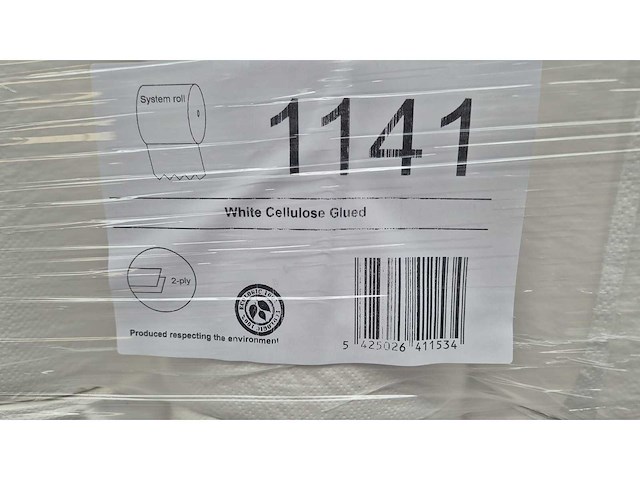 System roll
1141
White Cellulose Glued
2-ply
Produced respecting the environment
5 425026 411534